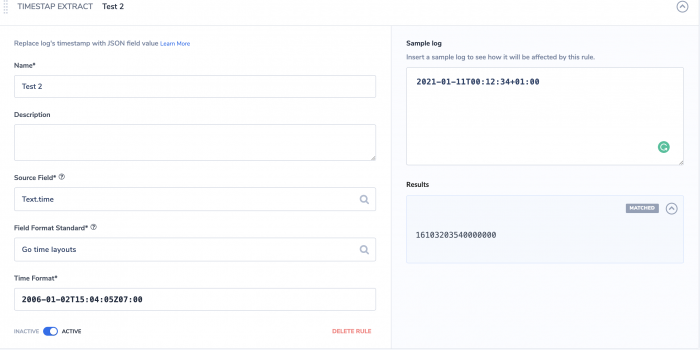 TIMESTAP EXTRACT Test 2
Replace log's timestamp with JSON field value Learn More
Name*
Test 2
Description
Source Field*
Text.time
Field Format Standard*
Go time layouts
Time Format*
2006-01-02T15:04:05Z07:00
INACTIVE ACTIVE
DELETE RULE
Sample log
Insert a sample log to see how it will be affected by this rule.
2021-01-11T00:12:34+01:00
Results
MATCHED
16103203540000000